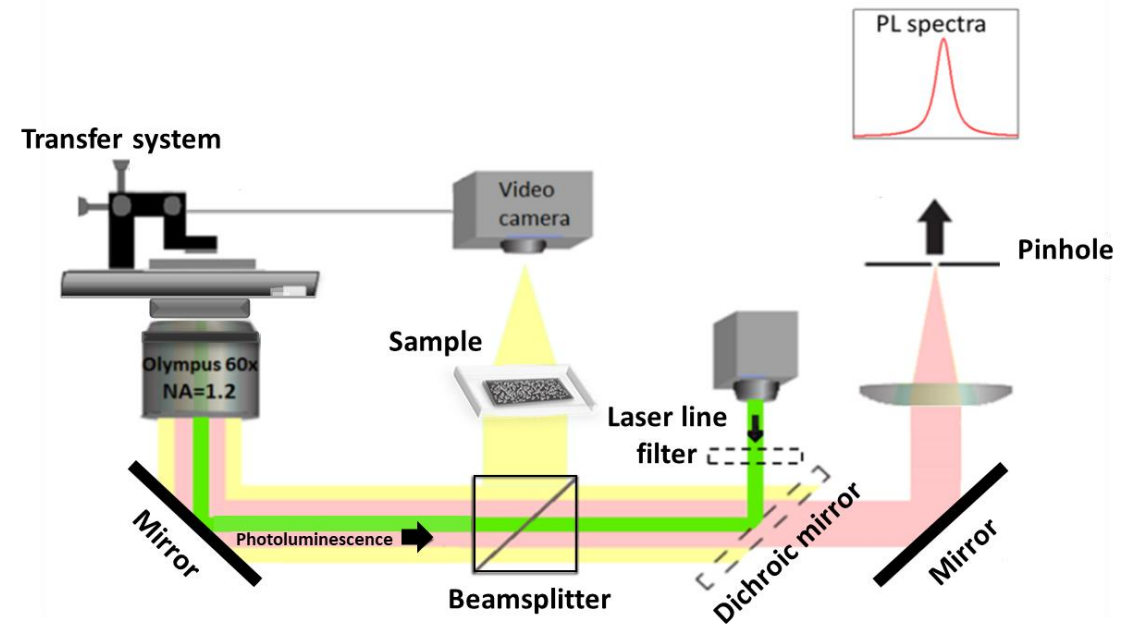 PL spectra
Transfer system
Video
camera
Pinhole
Sample
Olympus 60x
NA=1.2
Laser line
filter
Mirror
Photoluminescence
Dichroic mirror
Mirror
Beamsplitter